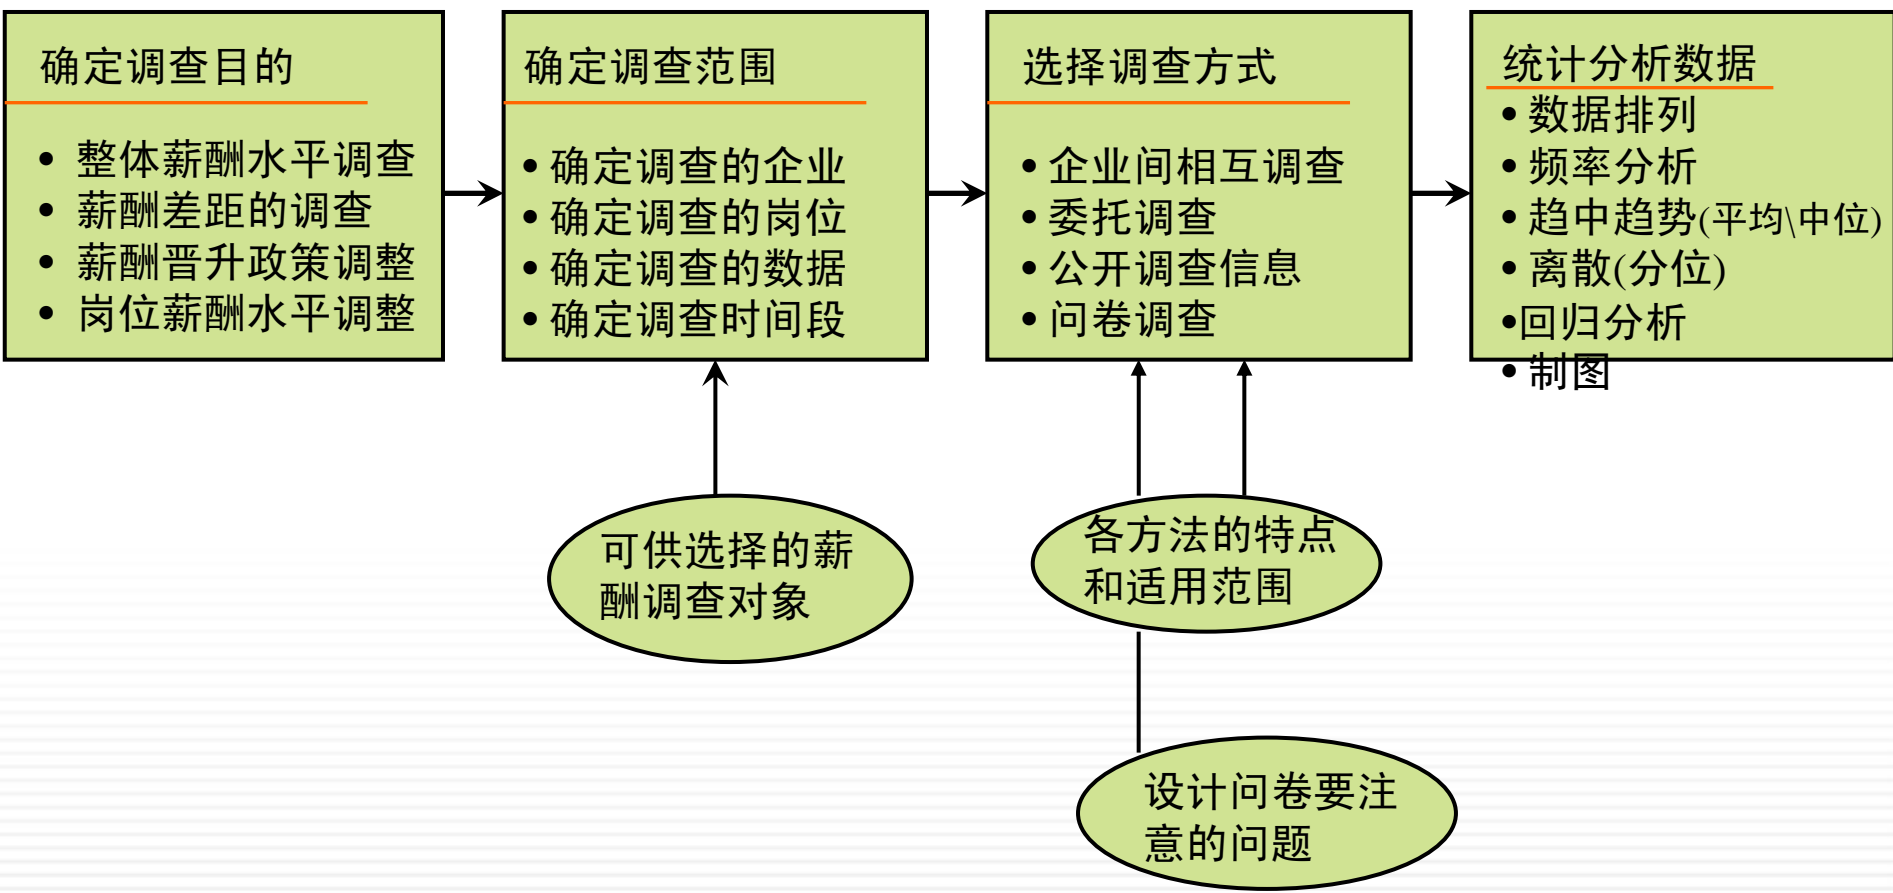 确定调查目的
• 整体薪酬水平调查
• 薪酬差距的调查
• 薪酬晋升政策调整
• 岗位薪酬水平调整
确定调查范围
• 确定调查的企业
• 确定调查的岗位
• 确定调查的数据
• 确定调查时间段
选择调查方式
• 企业间相互调查
• 委托调查
• 公开调查信息
• 问卷调查
统计分析数据
• 数据排列
• 频率分析
• 趋中趋势(平均\中位)
• 离散(分位)
•回归分析
• 制图
可供选择的薪
酬调查对象
各方法的特点
和适用范围
设计问卷要注
意的问题